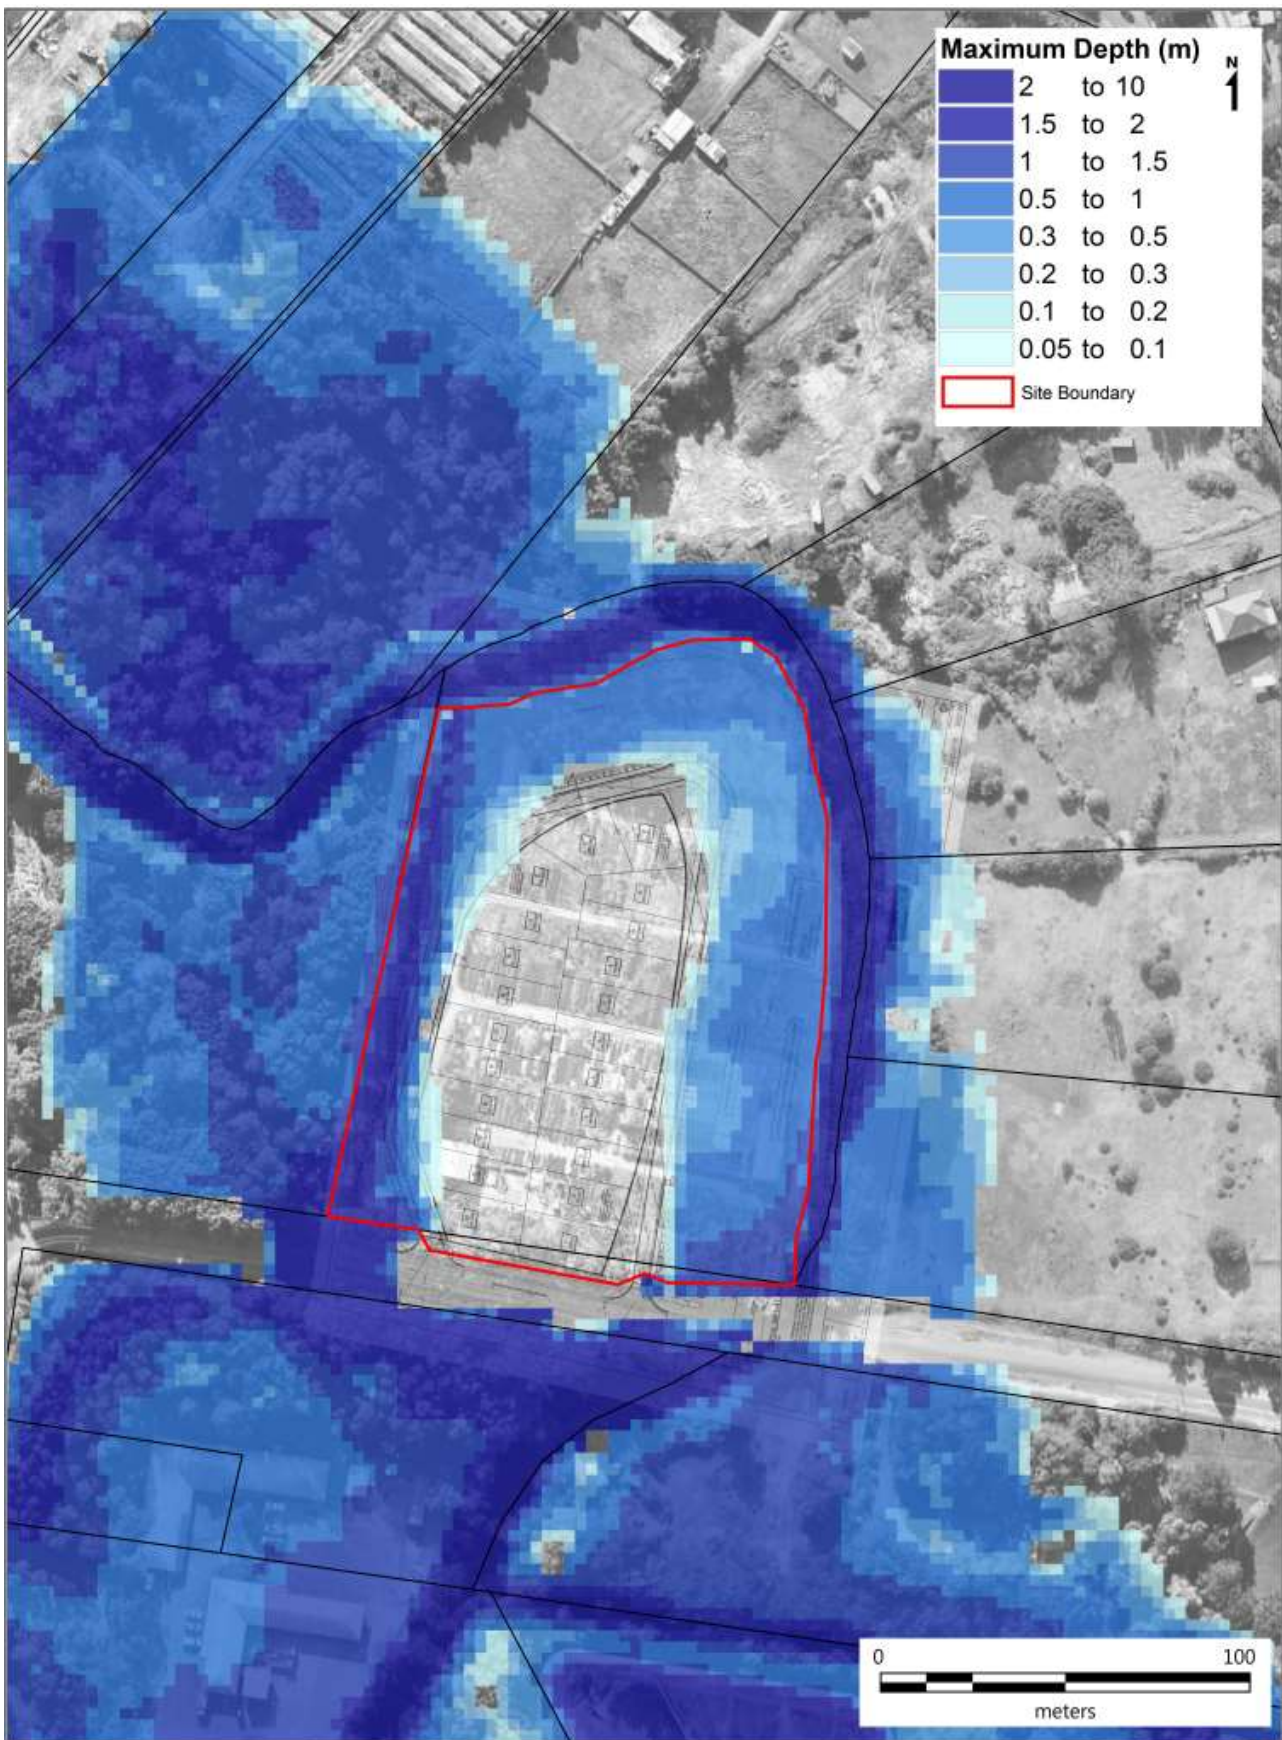 Maximum Depth (m)
N
2 to 10
1.5 to 2
1 to 1.5
0.5 to 1
0.3 to 0.5
0.2 to 0.3
0.1 to 0.2
0.05 to 0.1
Site Boundary
0 100
meters